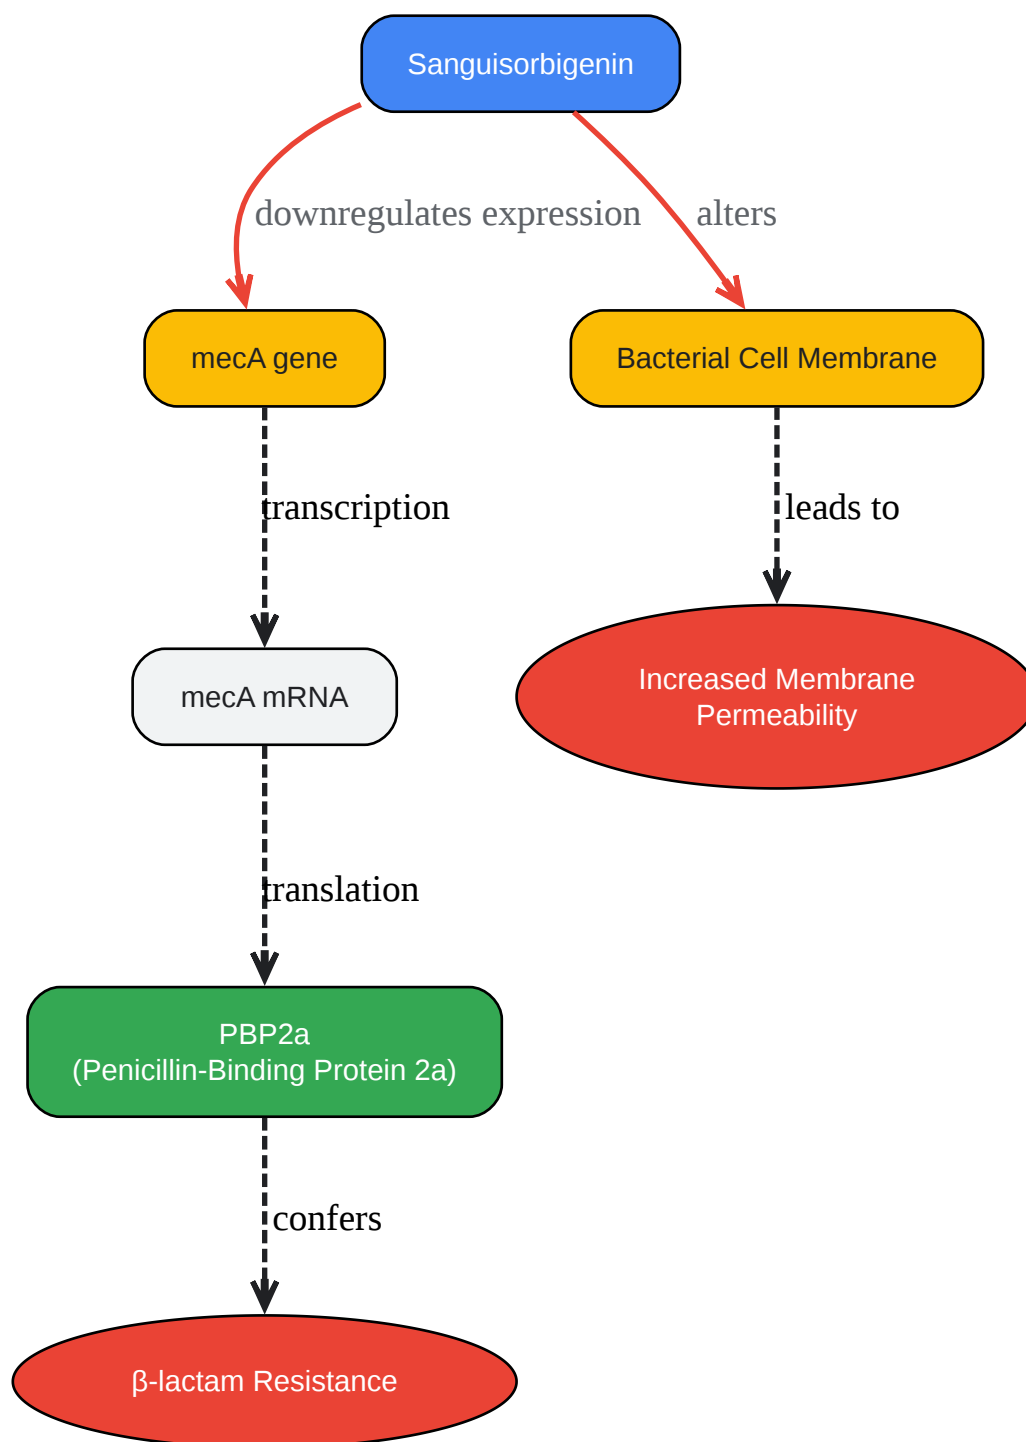 Sanguisorbigenin
downregulates expression
alters
mecA gene
Bacterial Cell Membrane
transcription
leads to
mecA mRNA
Increased Membrane
Permeability
translation
PBP2a
(Penicillin-Binding Protein 2a)
confers
β-lactam Resistance